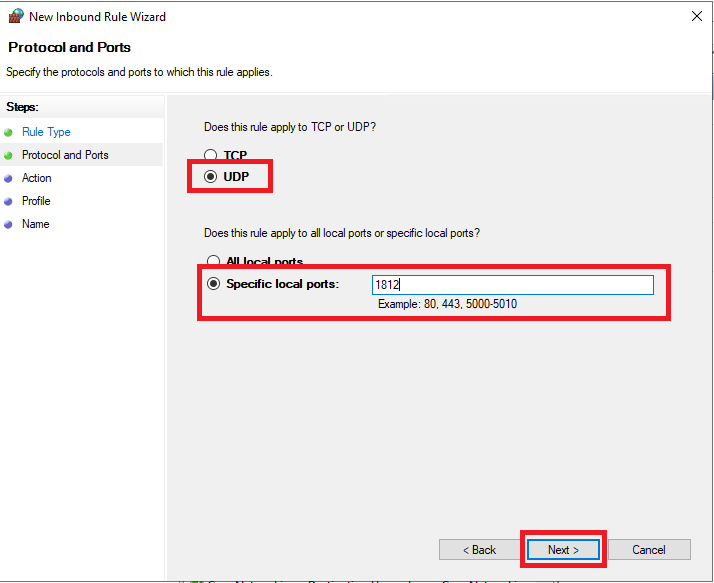 New Inbound Rule Wizard
Protocol and Ports
Specify the protocols and ports to which this rule applies.
Steps:
Rule Type
Protocol and Ports
Action
Profile
Name
Does this rule apply to TCP or UDP?
TCP
UDP
Does this rule apply to all local ports or specific local ports?
All local ports
Specific local ports:
1812
Example: 80, 443, 5000-5010
< Back
Next >
Cancel